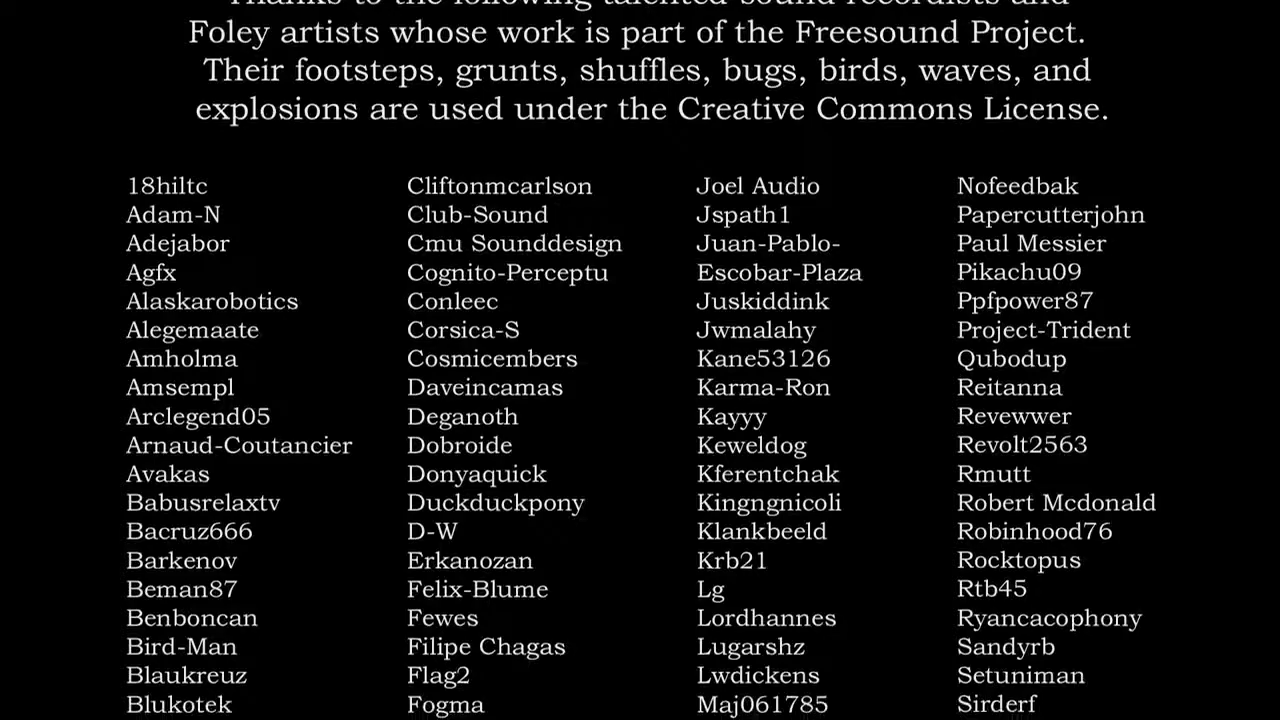 Thanks to the following talented sound recordists and
Foley artists whose work is part of the Freesound Project.
Their footsteps, grunts, shuffles, bugs, birds, waves, and
explosions are used under the Creative Commons License.
18hiltc
Adam-N
Adejabor
Agfx
Alaskarobotics
Alegemaate
Amholma
Amsempl
Arclegend05
Arnaud-Coutancier
Avakas
Babusrelaxtv
Bacruz666
Barkenov
Beman87
Benboncan
Bird-Man
Blaukreuz
Blukotek
Cliftonmcarlson
Club-Sound
Cmu Sounddesign
Cognito-Perceptu
Conleec
Corsica-S
Cosmicembers
Daveincamas
Deganoth
Dobroide
Donyaquick
Duckduckpony
D-W
Erkanozan
Felix-Blume
Fewes
Filipe Chagas
Flag2
Fogma
Joel Audio
Jspath1
Juan-Pablo-
Escobar-Plaza
Juskiddink
Jwmalahy
Kane53126
Karma-Ron
Kayyy
Keweldog
Kferentchak
Kingngnicoli
Klankbeeld
Krb21
Lg
Lordhannes
Lugarshz
Lwdickens
Maj061785
Nofeedbak
Papercutterjohn
Paul Messier
Pikachu09
Ppfpower87
Project-Trident
Qubodup
Reitanna
Revewwer
Revolt2563
Rmutt
Robert Mcdonald
Robinhood76
Rocktopus
Rtb45
Ryancacophony
Sandyrb
Setuniman
Sirderf